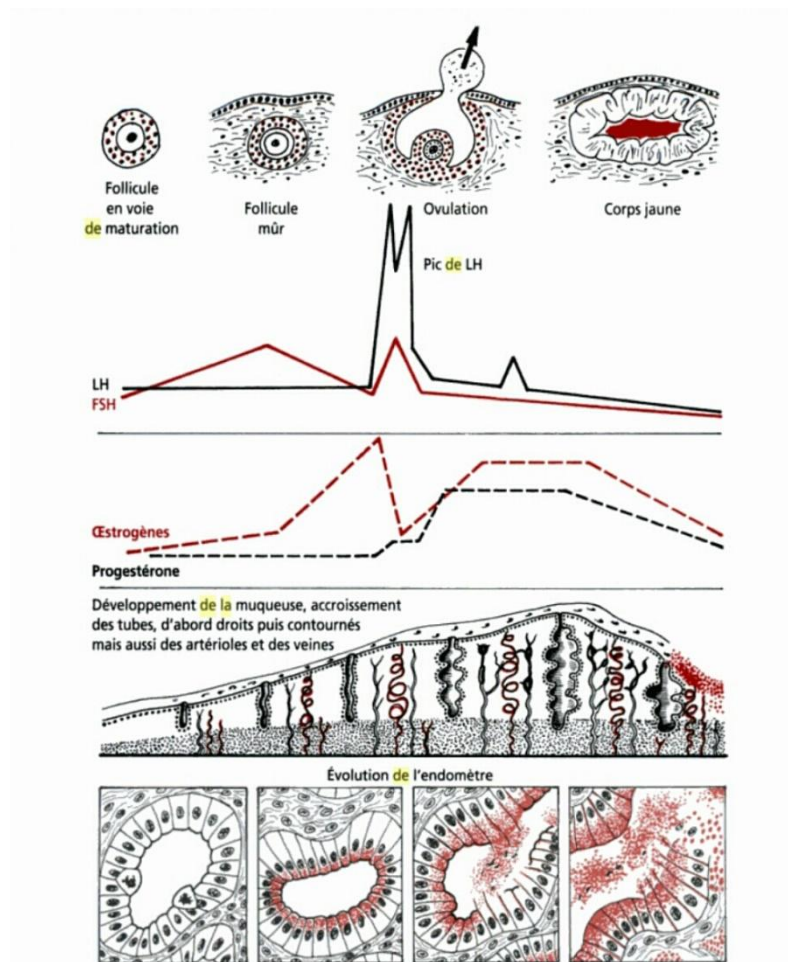 Follicule
en voie
de maturation
Follicule
mûr
Ovulation
Corps jaune
Pic de LH
LH
FSH
Œstrogènes
Progestérone
Développement de la muqueuse, accroissement
des tubes, d'abord droits puis contournés
mais aussi des artérioles et des veines
Évolution de l'endomètre